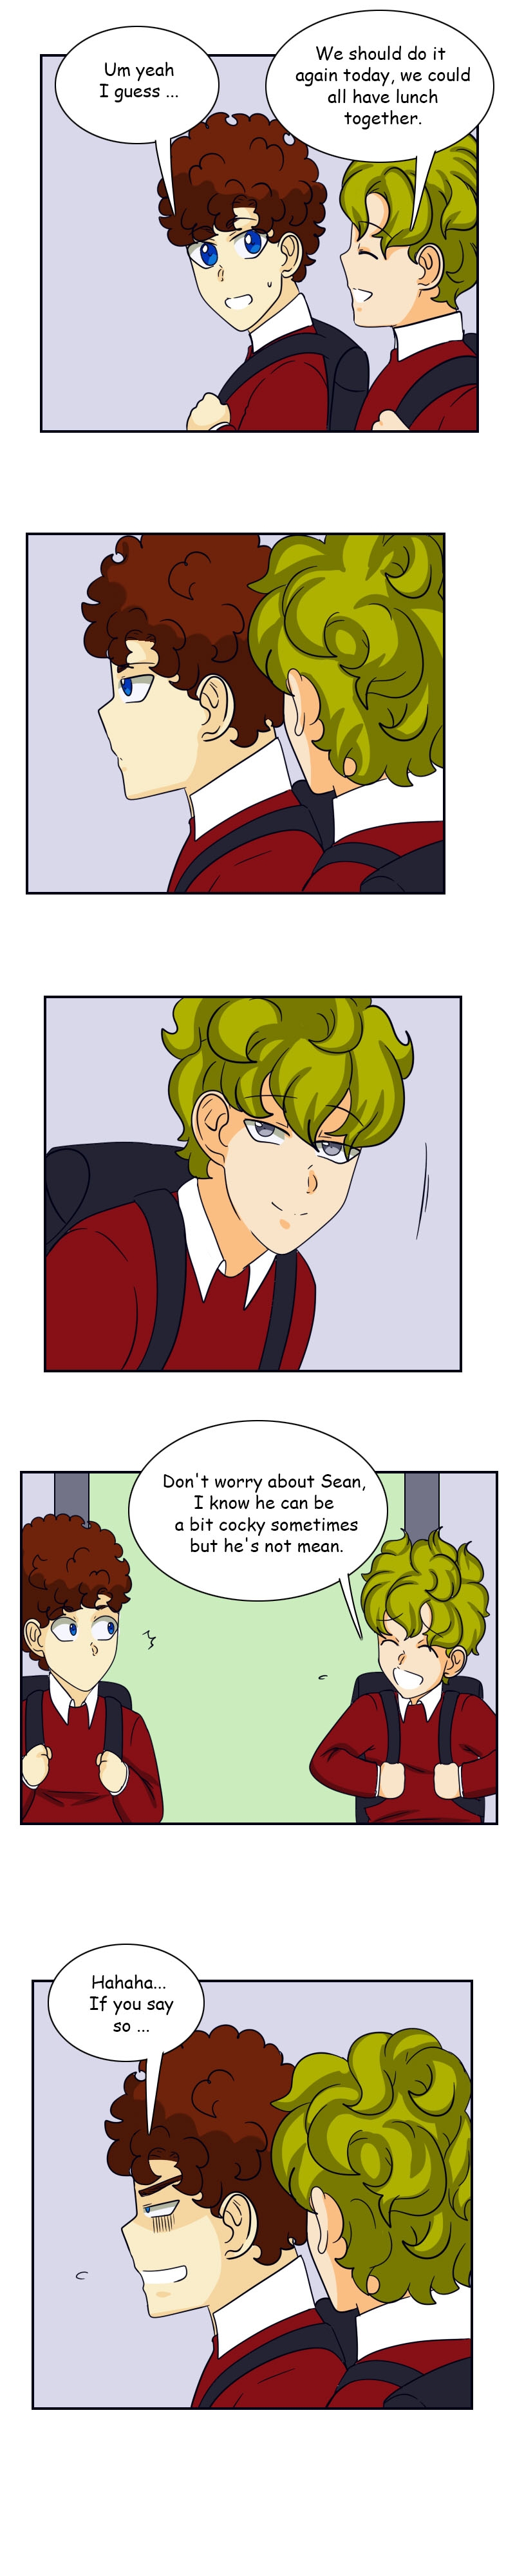 Um yeah
I guess ...
We should do it
again today, we could
all have lunch
together.
Don't worry about Sean,
I know he can be
a bit cocky sometimes
but he's not mean.
Hahaha...
If you say
so ...